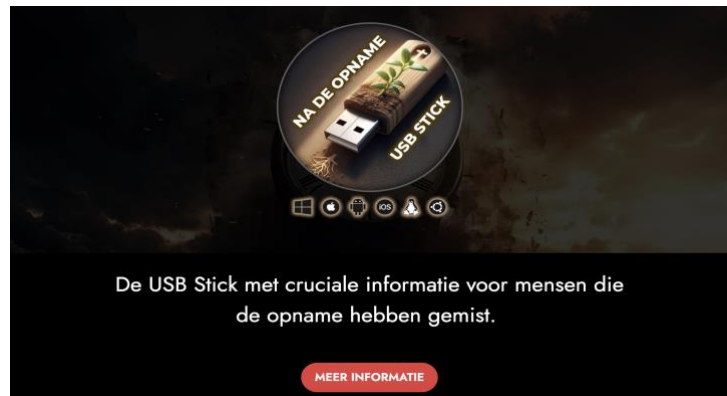 NA DE OPNAME
USB STICK
iOS
De USB Stick met cruciale informatie voor mensen die
de opname hebben gemist.
MEER INFORMATIE